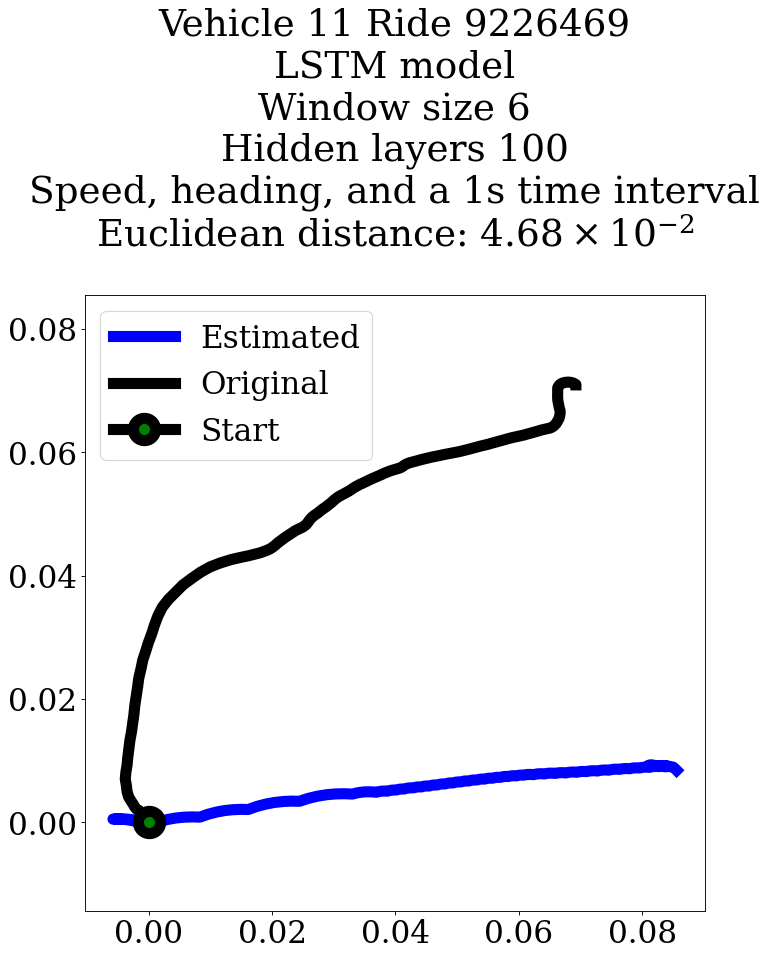 Vehicle 11 Ride 9226469
LSTM model
Window size 6
Hidden layers 100
Speed, heading, and a 1s time interval
Euclidean distance: 4.68 × 10⁻²
Estimated
Original
Start
0.08
0.06
0.04
0.02
0.00
0.00 0.02 0.04 0.06 0.08